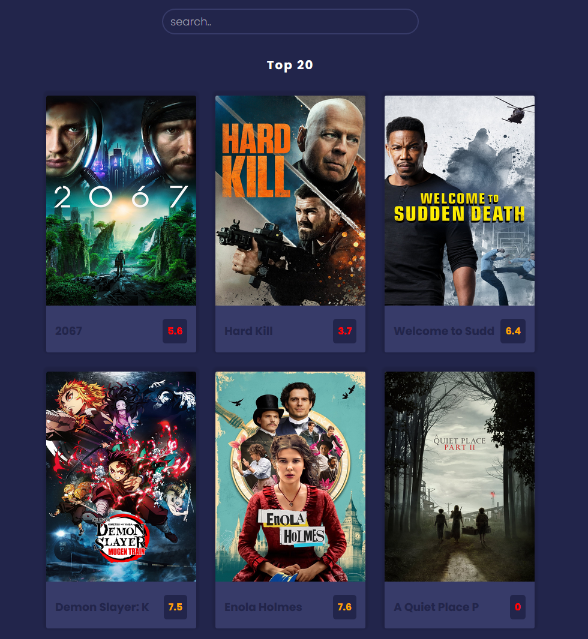 search..
Top 20
2067
HARD
KILL
WELCOME TO
SUDDEN DEATH
2067
5.6
Hard Kill
3.7
Welcome to Sudd
6.4
DEMON
SLAYER
MUGEN TRAIN
ENOLA
HOLMES
A QUIET PLACE
PART II
Demon Slayer: K
7.5
Enola Holmes
7.6
A Quiet Place P
0